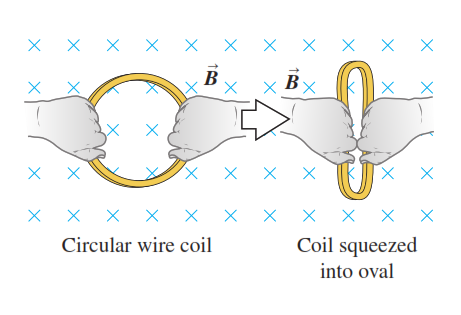 B
B
Circular wire coil
Coil squeezed
into oval